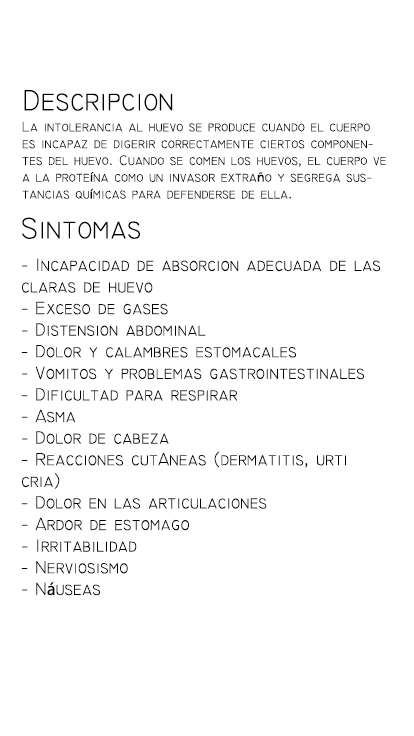 Descripcion
La intolerancia al huevo se produce cuando el cuerpo
es incapaz de digerir correctamente ciertos componen-
tes del huevo. Cuando se comen los huevos, el cuerpo ve
a la proteína como un invasor extraño y segrega sus-
tancias químicas para defenderse de ella.
Sintomas
- Incapacidad de absorcion adecuada de las
claras de huevo
- Exceso de gases
- Distension abdominal
- Dolor y calambres estomacales
- Vomitos y problemas gastrointestinales
- Dificultad para respirar
- Asma
- Dolor de cabeza
- Reacciones cutAneas (dermatitis, urti
cria)
- Dolor en las articulaciones
- Ardor de estomago
- Irritabilidad
- Nerviosismo
- Náuseas